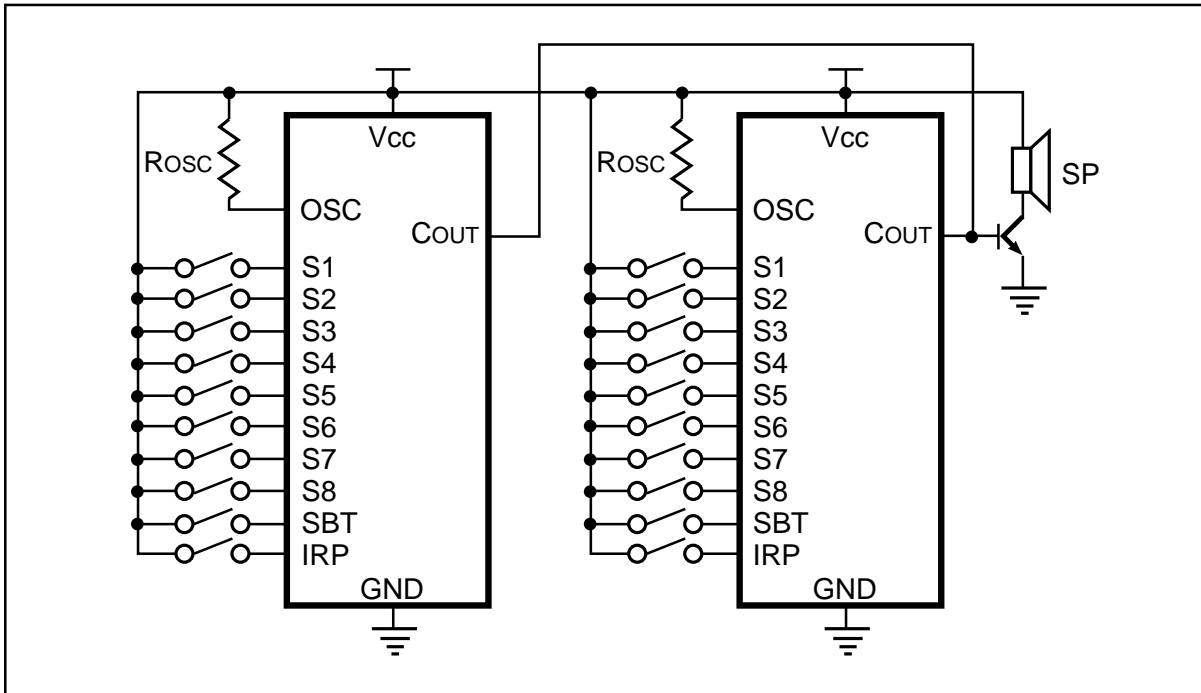 Vcc
ROSC
OSC
COUT
S1
S2
S3
S4
S5
S6
S7
S8
SBT
IRP
GND
Vcc
ROSC
OSC
COUT
S1
S2
S3
S4
S5
S6
S7
S8
SBT
IRP
GND
SP